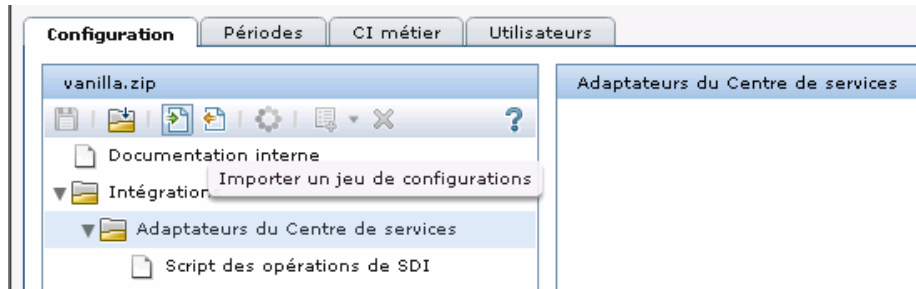 Configuration Périodes CI métier Utilisateurs
vanilla.zip Adaptateurs du Centre de services
?
Documentation interne
Importer un jeu de configurations
Intégration
Adaptateurs du Centre de services
Script des opérations de SDI